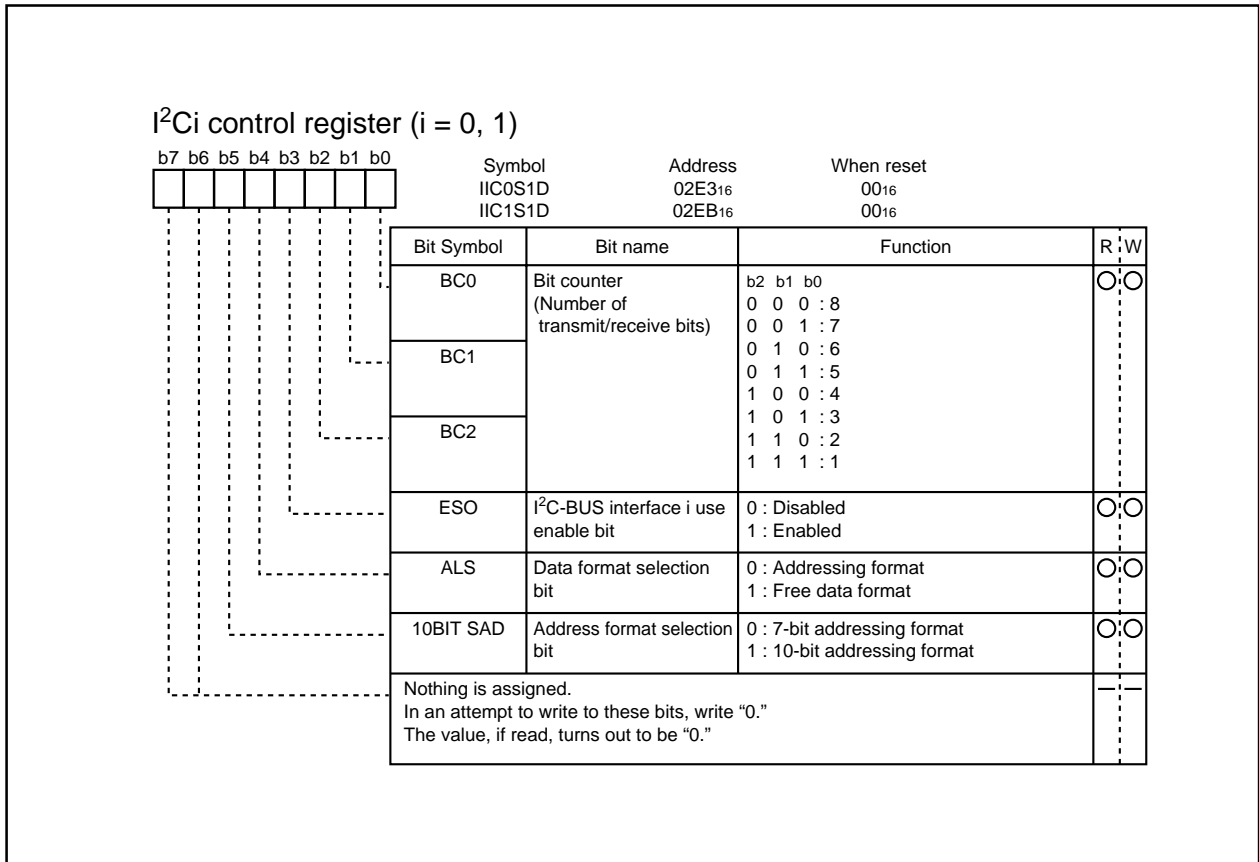 I²Ci control register (i = 0, 1)
b7 b6 b5 b4 b3 b2 b1 b0
Symbol Address When reset
IIC0S1D 02E3₁₆ 00₁₆
IIC1S1D 02EB₁₆ 00₁₆
Bit Symbol Bit name Function R W
BC0
BC1
BC2
Bit counter
(Number of
transmit/receive bits)
b2 b1 b0
0 0 0 : 8
0 0 1 : 7
0 1 0 : 6
0 1 1 : 5
1 0 0 : 4
1 0 1 : 3
1 1 0 : 2
1 1 1 : 1
ESO
I²C-BUS interface i use
enable bit
0 : Disabled
1 : Enabled
ALS
Data format selection
bit
0 : Addressing format
1 : Free data format
10BIT SAD
Address format selection
bit
0 : 7-bit addressing format
1 : 10-bit addressing format
Nothing is assigned.
In an attempt to write to these bits, write “0.”
The value, if read, turns out to be “0.”